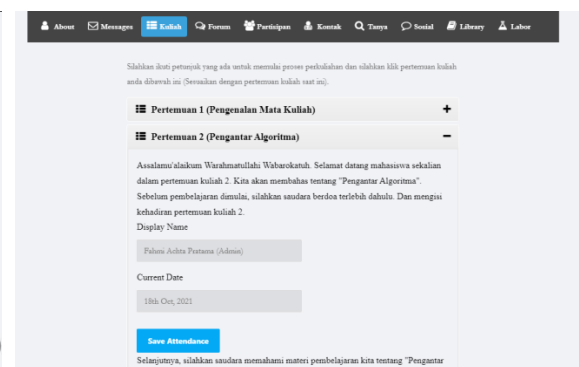 About Messages Kuliah Forum Partisipan Kontak Tanya Sosial Library Labor
Silahkan ikuti petunjuk yang ada untuk memulai proses perkuliahan dan silahkan klik pertemuan kuliah
anda dibawah ini (Sesuaikan dengan pertemuan kuliah saat ini).
Pertemuan 1 (Pengenalan Mata Kuliah) +
Pertemuan 2 (Pengantar Algoritma) −
Assalamu'alaikum Warahmatullahi Wabarokatuh. Selamat datang mahasiswa sekalian
dalam pertemuan kuliah 2. Kita akan membahas tentang "Pengantar Algoritma".
Sebelum pembelajaran dimulai, silahkan saudara berdoa terlebih dahulu. Dan mengisi
kehadiran pertemuan kuliah 2.
Display Name
Pratama (Admin)
Current Date
18th Oct, 2021
Save Attendance
Selanjutnya, silahkan saudara memahami materi pembelajaran kita tentang "Pengantar